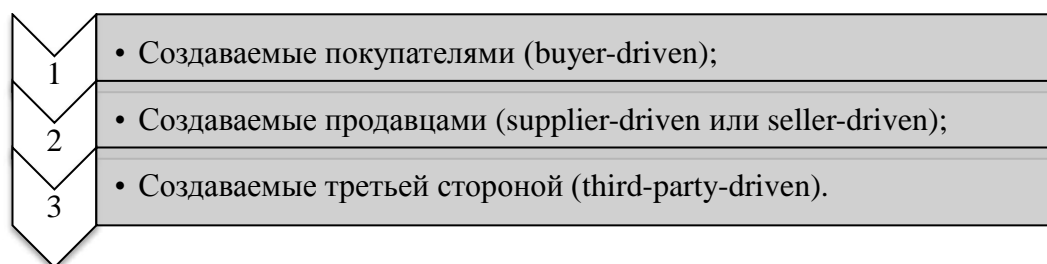 1
• Создаваемые покупателями (buyer-driven);
2
• Создаваемые продавцами (supplier-driven или seller-driven);
3
• Создаваемые третьей стороной (third-party-driven).